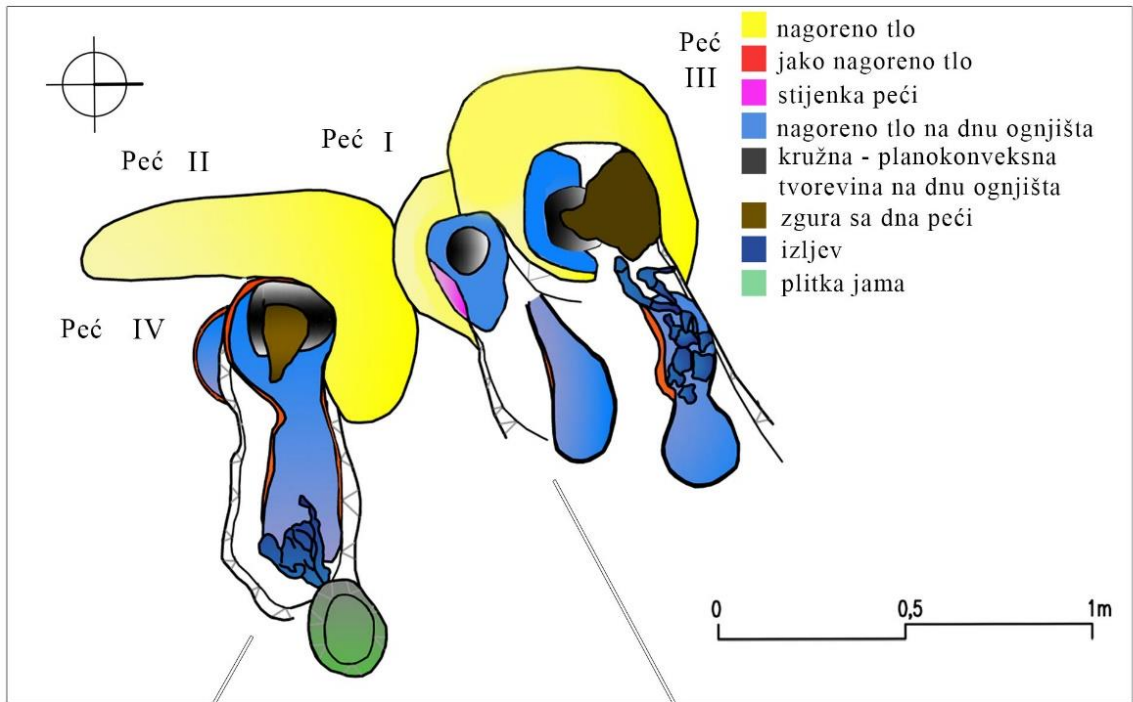 Peć
III
Peć I
Peć II
Peć IV
nagoreno tlo
jako nagoreno tlo
stijenka peći
nagoreno tlo na dnu ognjišta
kružna - planokonveksna
tvorevina na dnu ognjišta
zgura sa dna peći
izljev
plitka jama
0 0,5 1m